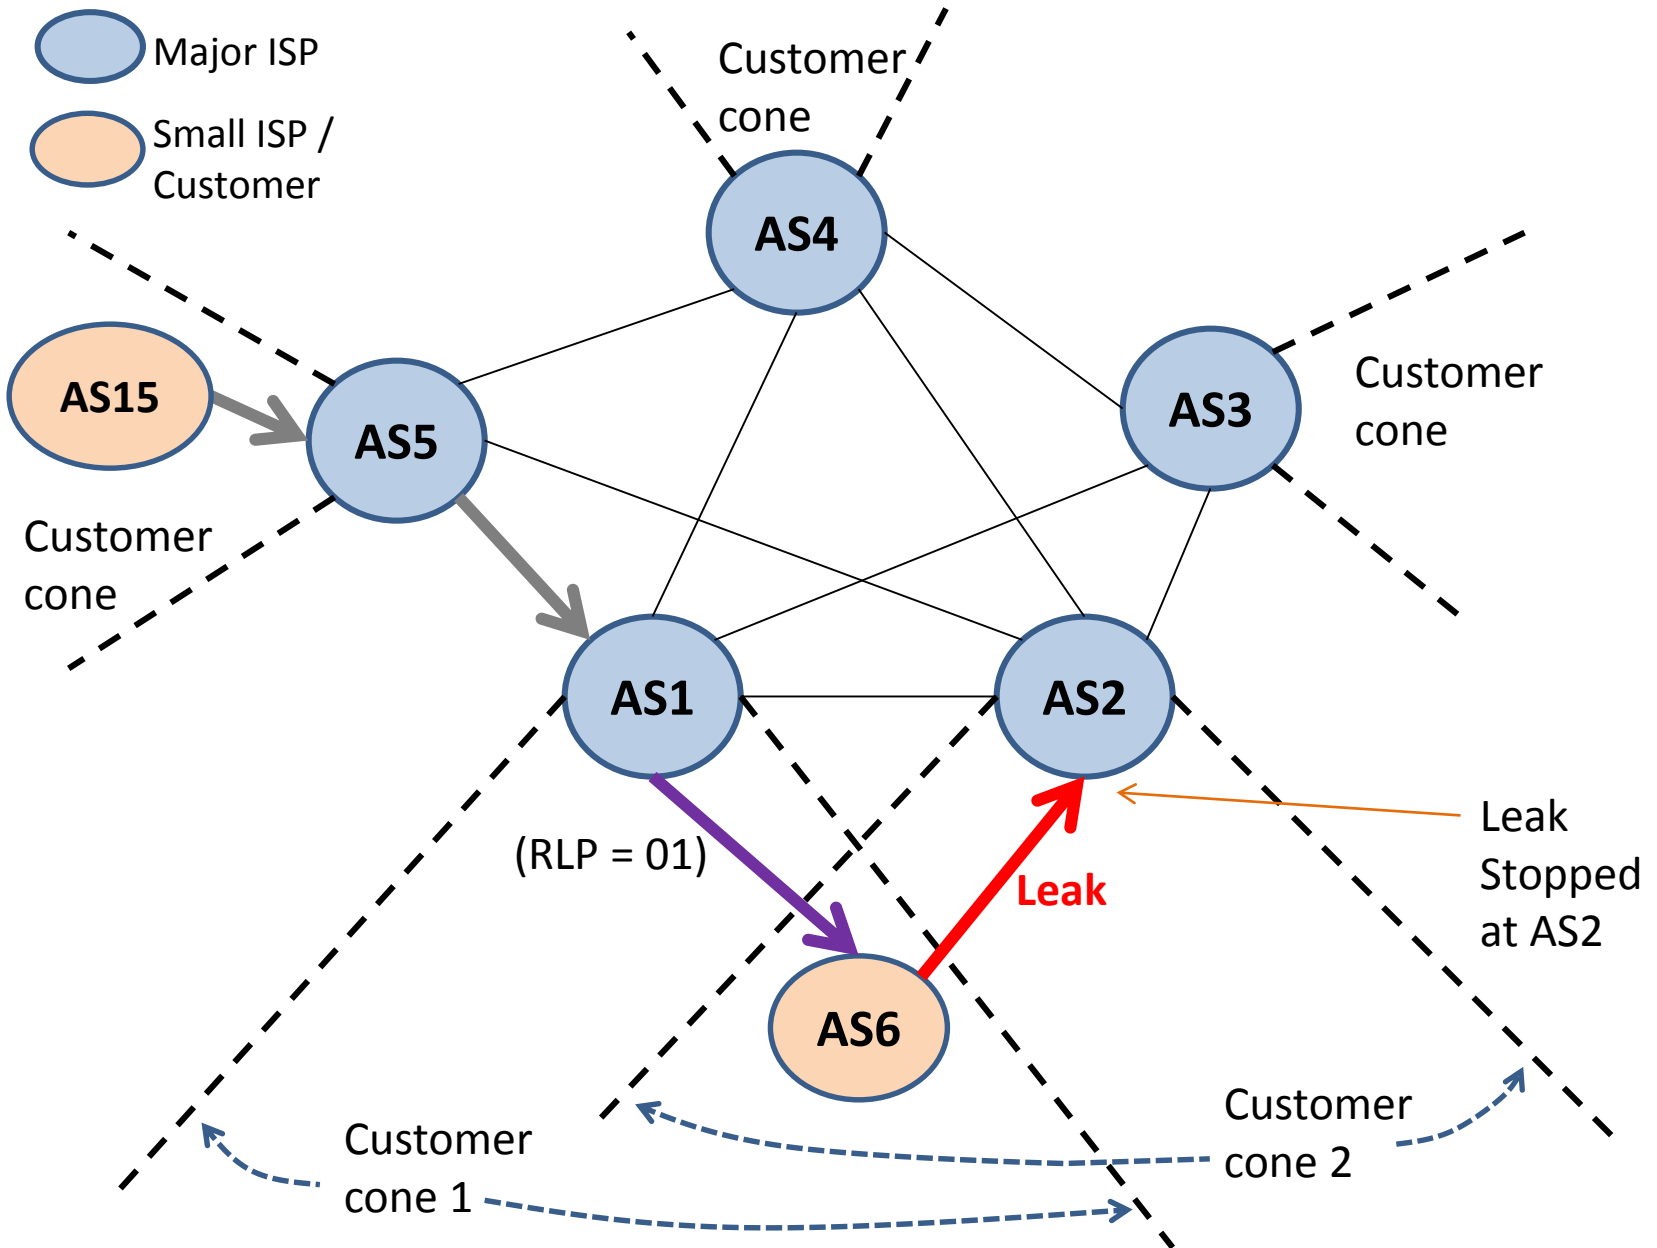 Major ISP
Small ISP /
Customer
Customer
cone
AS4
AS15
AS5
AS3
Customer
cone
Customer
cone
AS1
AS2
(RLP = 01)
Leak
Leak
Stopped
at AS2
AS6
Customer
cone 1
Customer
cone 2